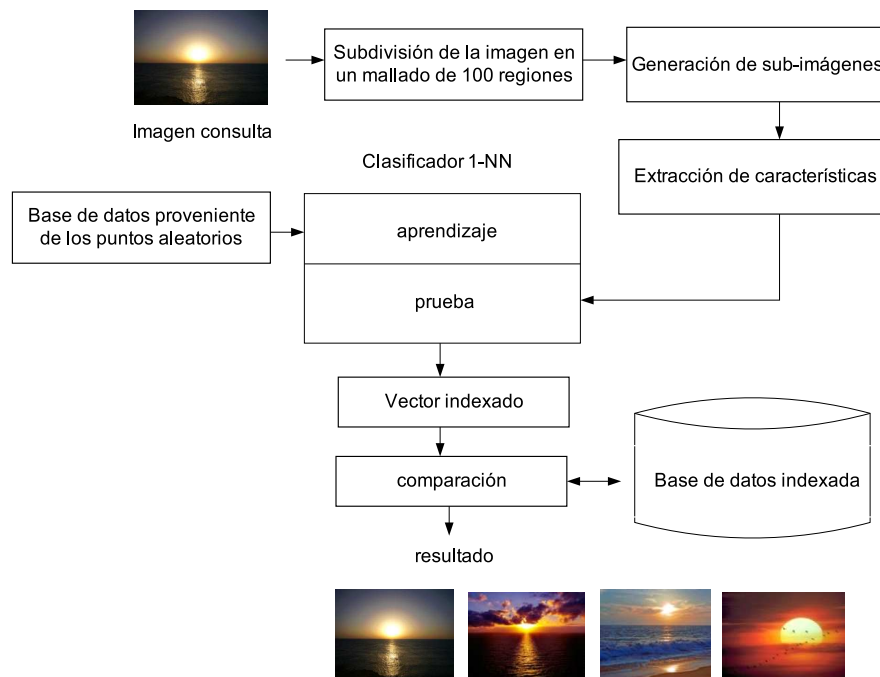 Subdivisión de la imagen en
un mallado de 100 regiones
Generación de sub-imágenes
Imagen consulta
Clasificador 1-NN
Extracción de características
Base de datos proveniente
de los puntos aleatorios
aprendizaje
prueba
Vector indexado
comparación
Base de datos indexada
resultado